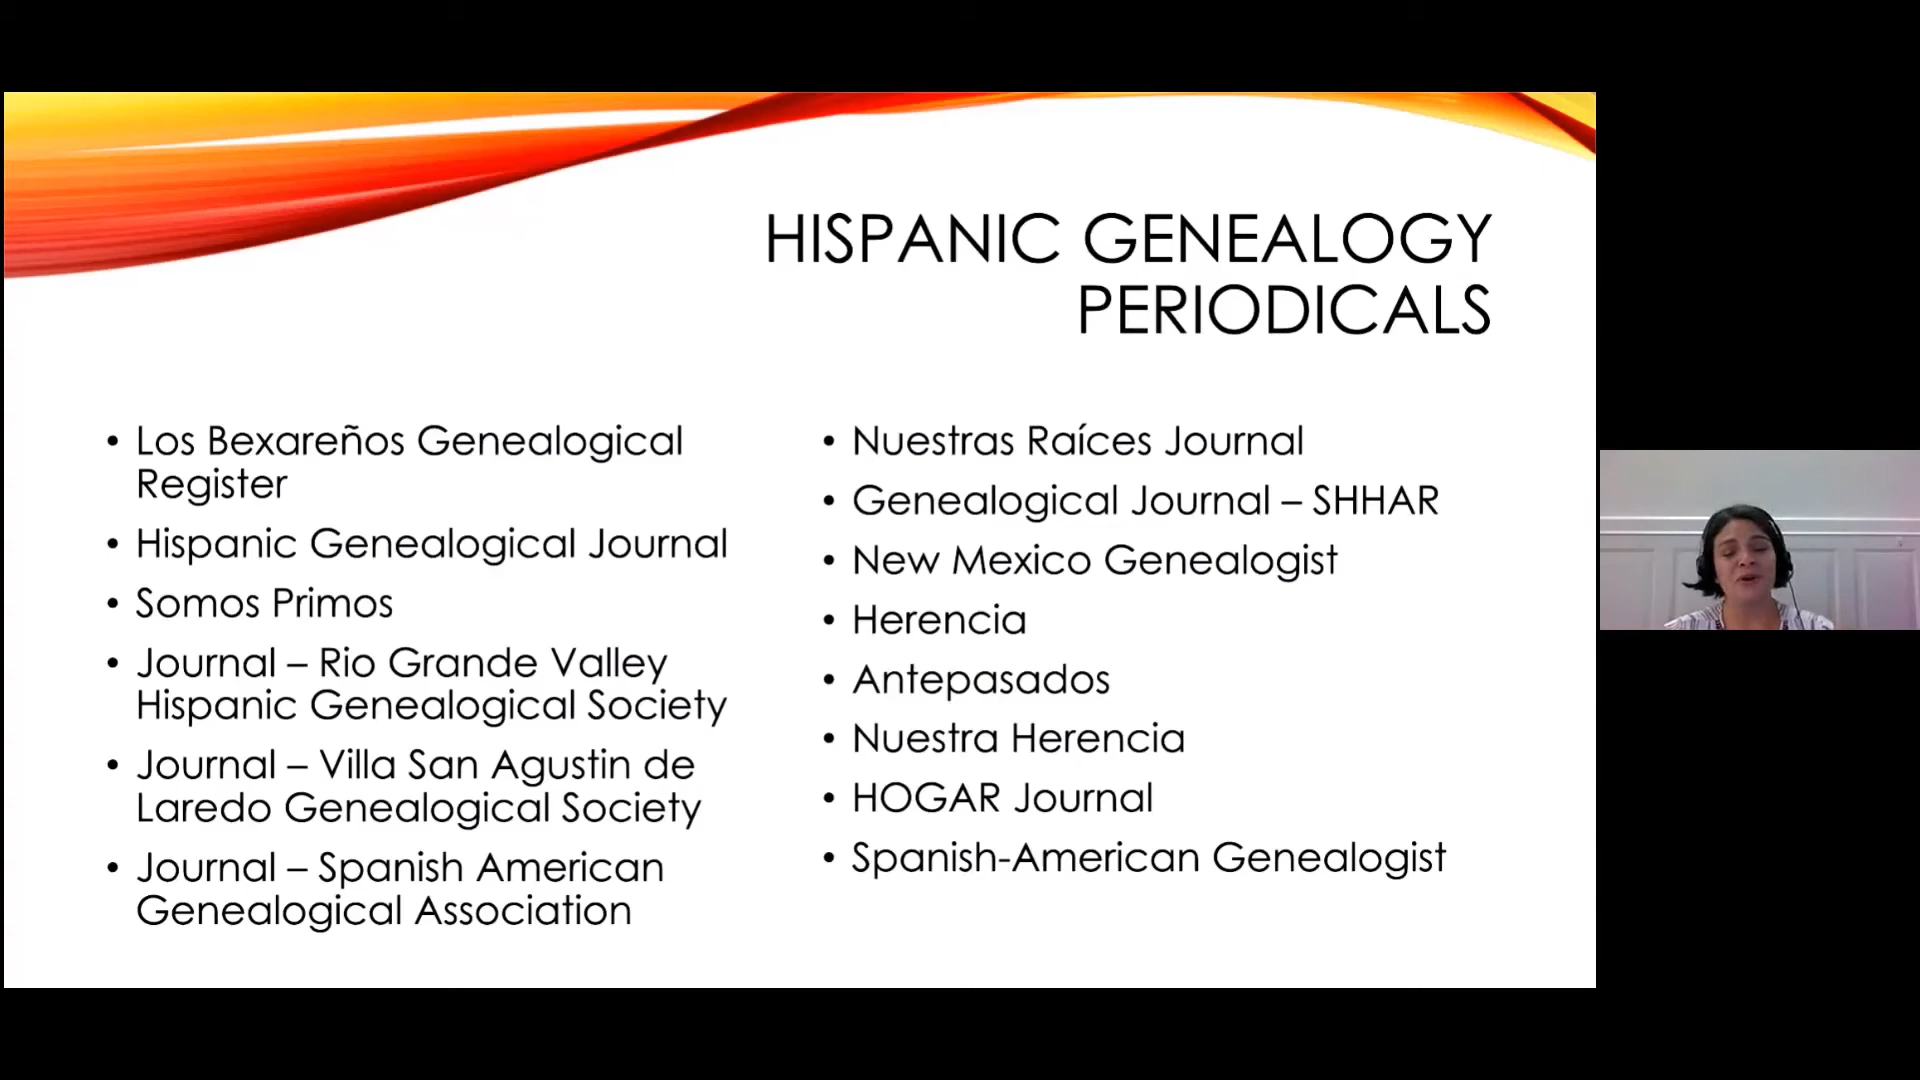 HISPANIC GENEALOGY
PERIODICALS
• Los Bexareños Genealogical
Register
• Hispanic Genealogical Journal
• Somos Primos
• Journal – Rio Grande Valley
Hispanic Genealogical Society
• Journal – Villa San Agustin de
Laredo Genealogical Society
• Journal – Spanish American
Genealogical Association
• Nuestras Raíces Journal
• Genealogical Journal – SHHAR
• New Mexico Genealogist
• Herencia
• Antepasados
• Nuestra Herencia
• HOGAR Journal
• Spanish-American Genealogist